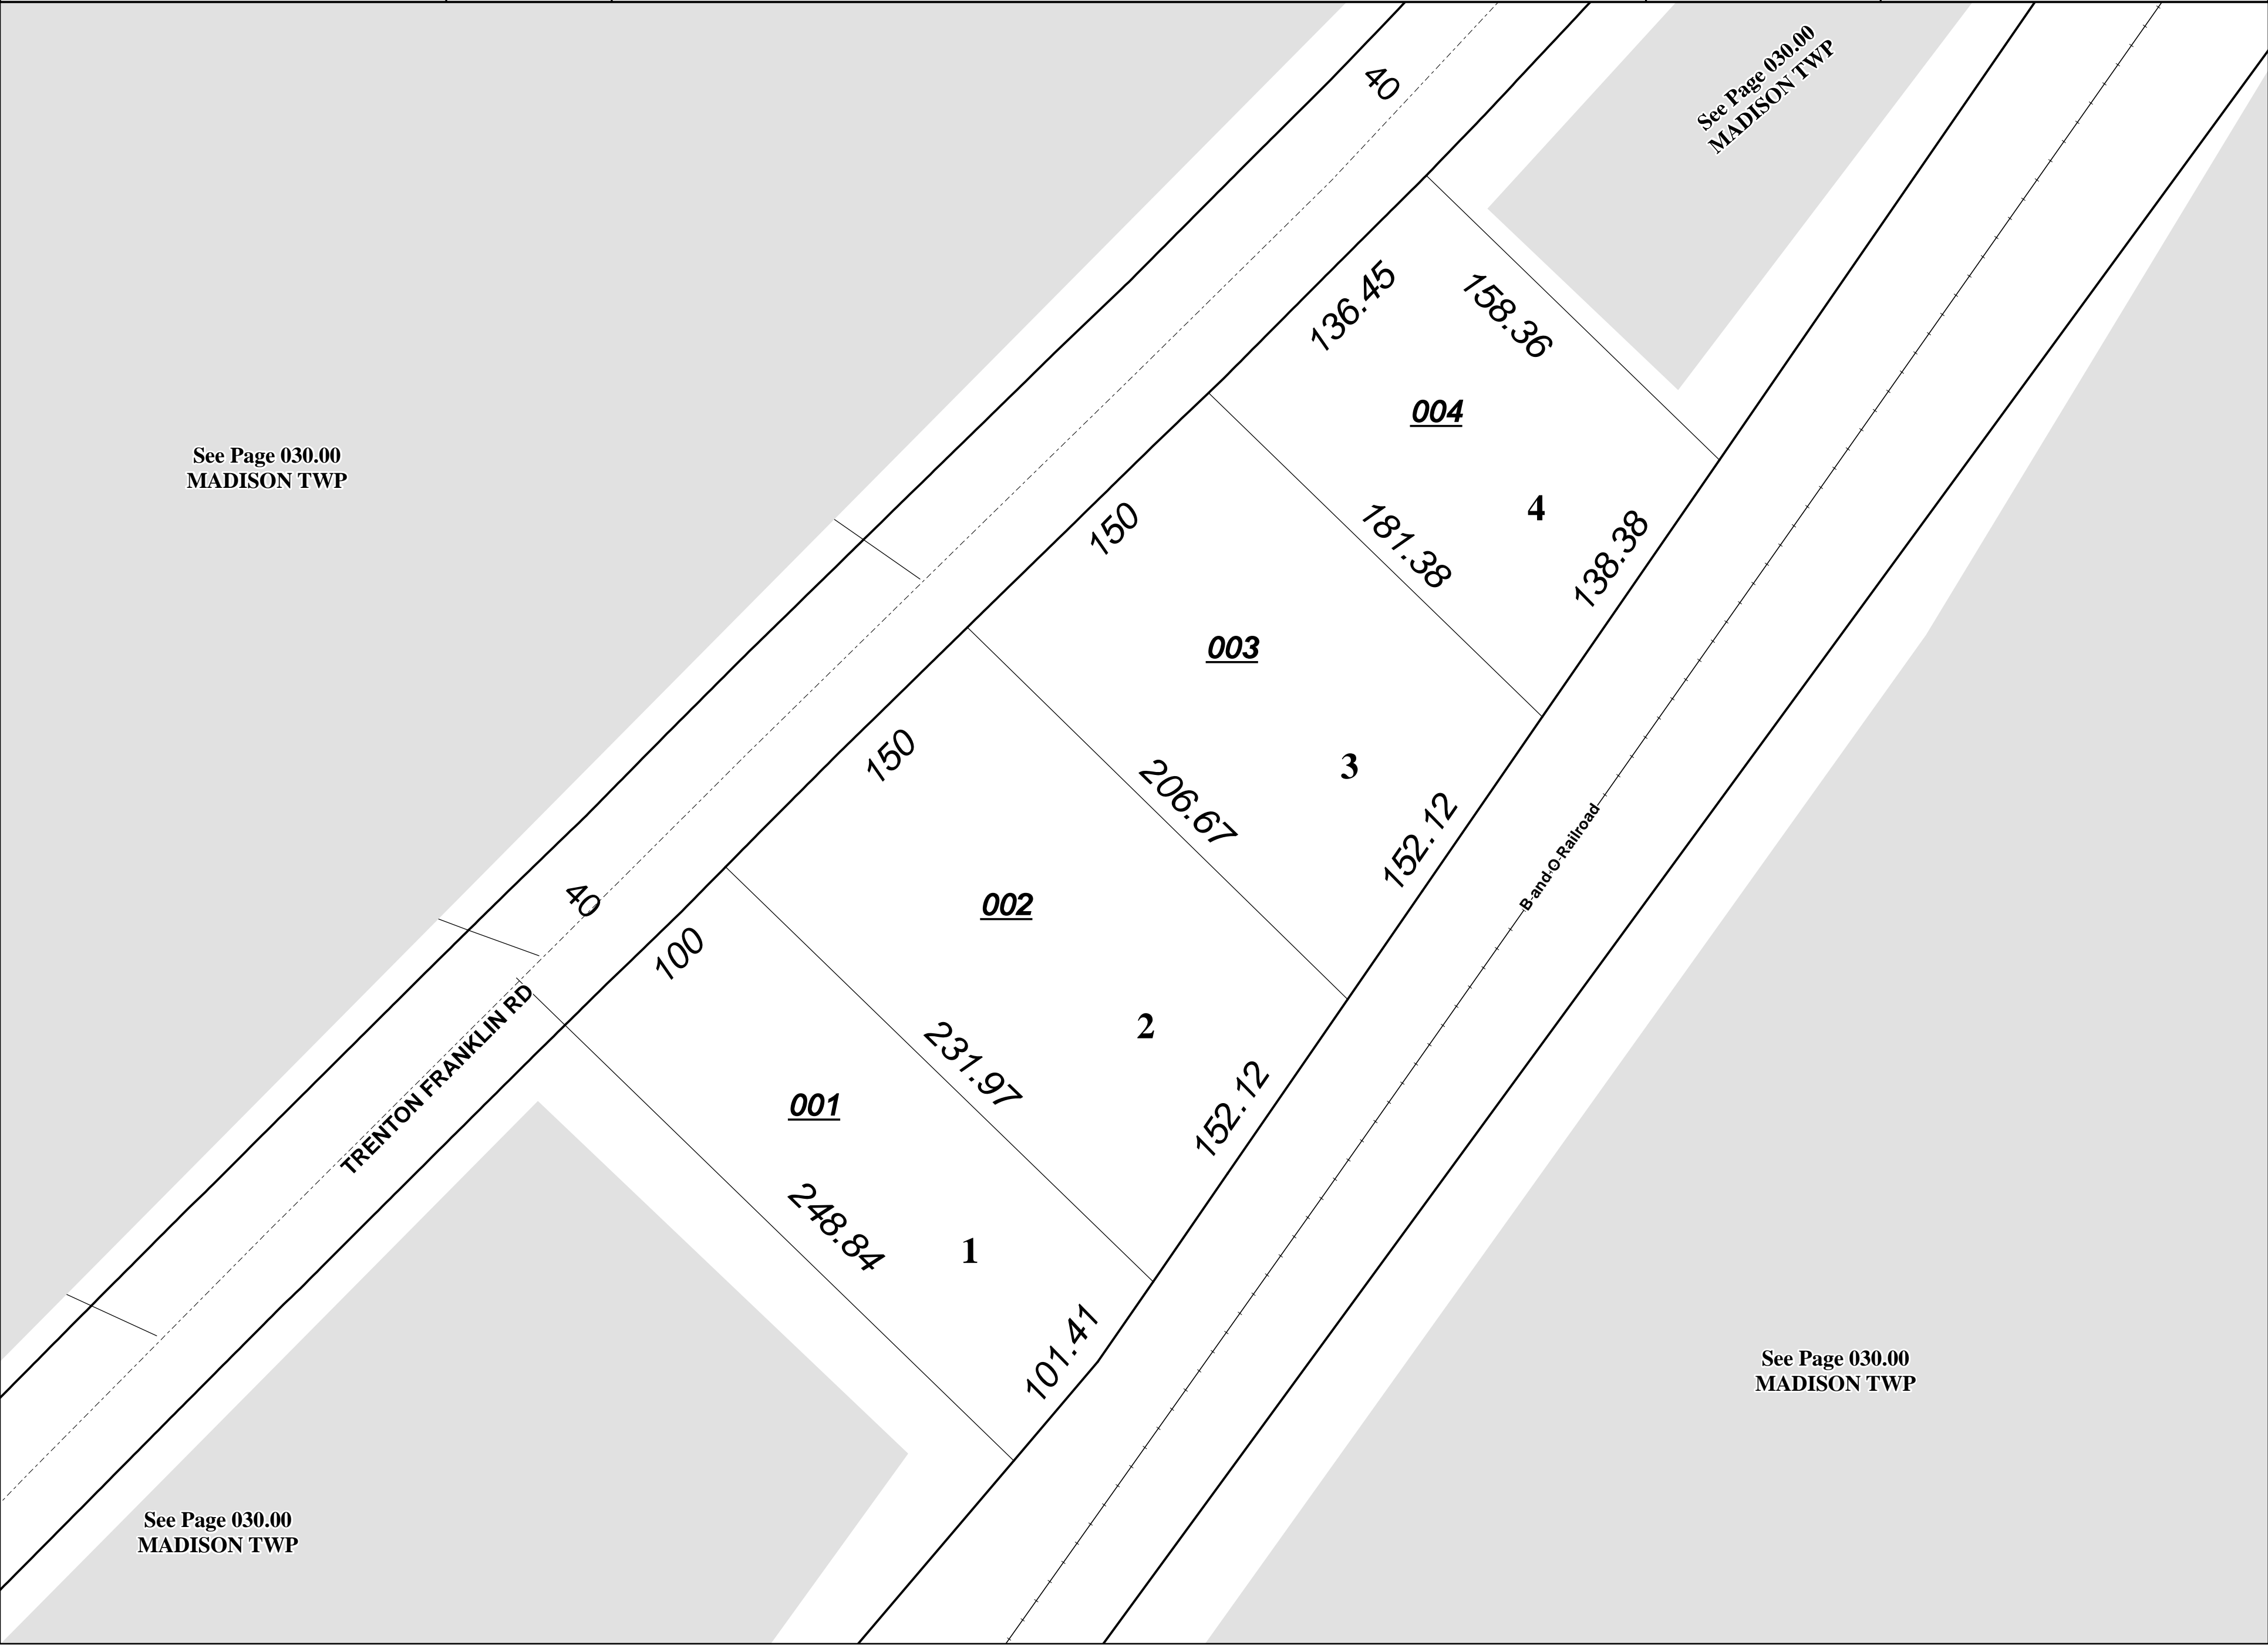 40
See Page 030.00
MADISON TWP
136.45
158.36
004
See Page 030.00
MADISON TWP
4
150
181.38
138.38
003
150
3
206.67
152.12
B-and-O-Railroad
40
002
100
2
TRENTON FRANKLIN RD
231.97
152.12
001
248.84
1
101.41
See Page 030.00
MADISON TWP
See Page 030.00
MADISON TWP